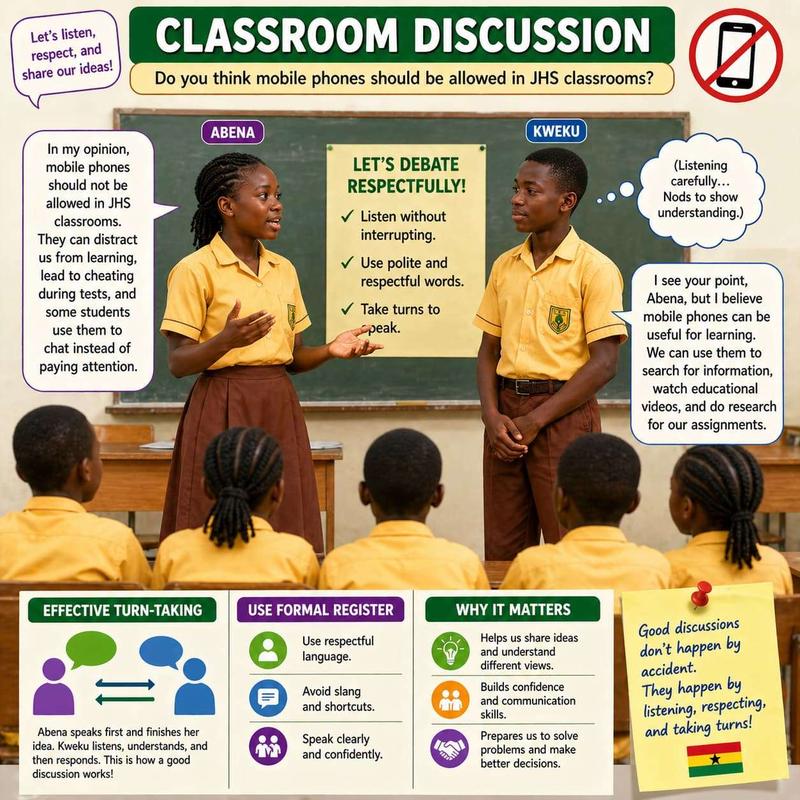 Let's listen,
respect, and
share our ideas!
CLASSROOM DISCUSSION
Do you think mobile phones should be allowed in JHS classrooms?
ABENA
KWEKU
In my opinion,
mobile phones
should not be
allowed in JHS
classrooms.
They can distract
us from learning,
lead to cheating
during tests, and
some students
use them to
chat instead of
paying attention.
LET'S DEBATE
RESPECTFULLY!
✓ Listen without
interrupting.
✓ Use polite and
respectful words.
✓ Take turns to
peak.
(Listening
carefully...
Nods to show
understanding.)
I see your point,
Abena, but I believe
mobile phones can be
useful for learning.
We can use them to
search for information,
watch educational
videos, and do research
for our assignments.
EFFECTIVE TURN-TAKING
Abena speaks first and finishes her
idea. Kweku listens, understands, and
then responds. This is how a good
discussion works!
USE FORMAL REGISTER
Use respectful
language.
Avoid slang
and shortcuts.
Speak clearly
and confidently.
WHY IT MATTERS
Helps us share ideas
and understand
different views.
Builds confidence
and communication
skills.
Prepares us to solve
problems and make
better decisions.
Good discussions
don't happen by
accident.
They happen by
listening, respecting,
and taking turns!